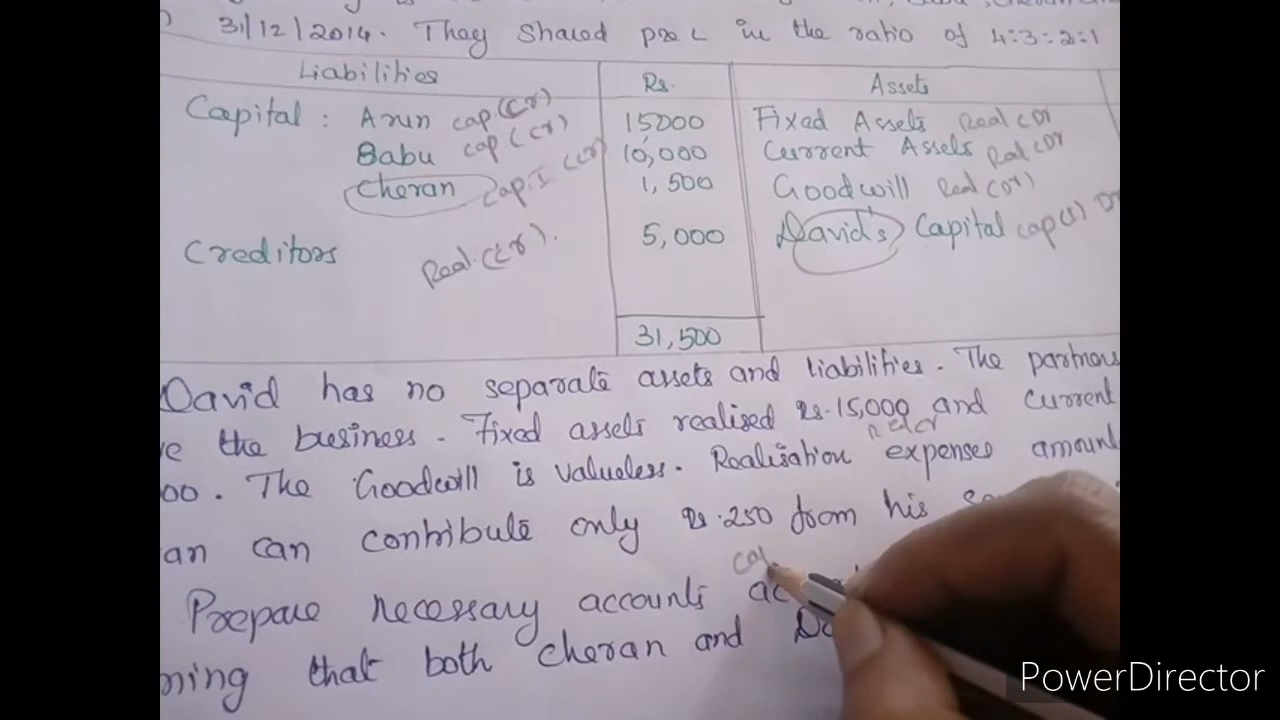 31/12/2014. They Shared P&L in the ratio of 4:3:2:1
Liabilities Rs. Assets
Capital : Arun cap (cr) 15000 Fixed Assets Real (Dr
Babu cap (cr) 10,000 Current Assets Real (Dr
Cheran cap. I (cr) 1,500 Goodwill Real (Dr)
Creditors Real. (cr). 5,000 David's Capital cap (I) Dr
31,500
David has no separate assets and liabilities. The partners
the business. Fixed assets realised Rs.15,000 and current
00. The Goodwill is valueless. Realisation expenses amount
an can contribute only Rs.250 from his
Prepare necessary accounts
ning that both Cheran and
PowerDirector